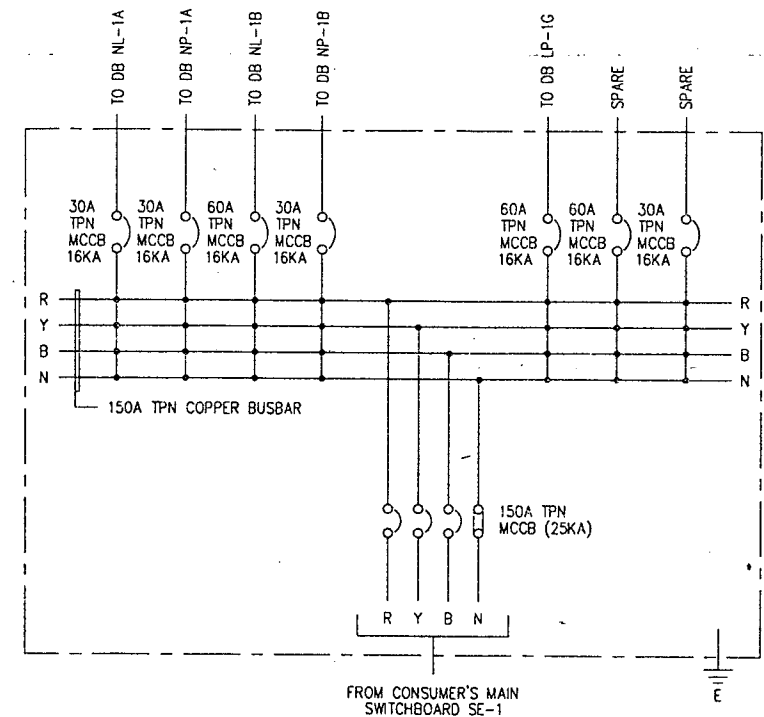 TO DB NL-1A
TO DB NP-1A
TO DB NL-1B
TO DB NP-1B
TO DB LP-1G
SPARE
SPARE
30A
TPN
MCCB
16KA
30A
TPN
MCCB
16KA
60A
TPN
MCCB
16KA
30A
TPN
MCCB
16KA
60A
TPN
MCCB
16KA
60A
TPN
MCCB
16KA
30A
TPN
MCCB
16KA
R
R
Y
Y
B
B
N
N
150A TPN COPPER BUSBAR
150A TPN
MCCB (25KA)
R Y B N
E
FROM CONSUMER'S MAIN
SWITCHBOARD SE-1